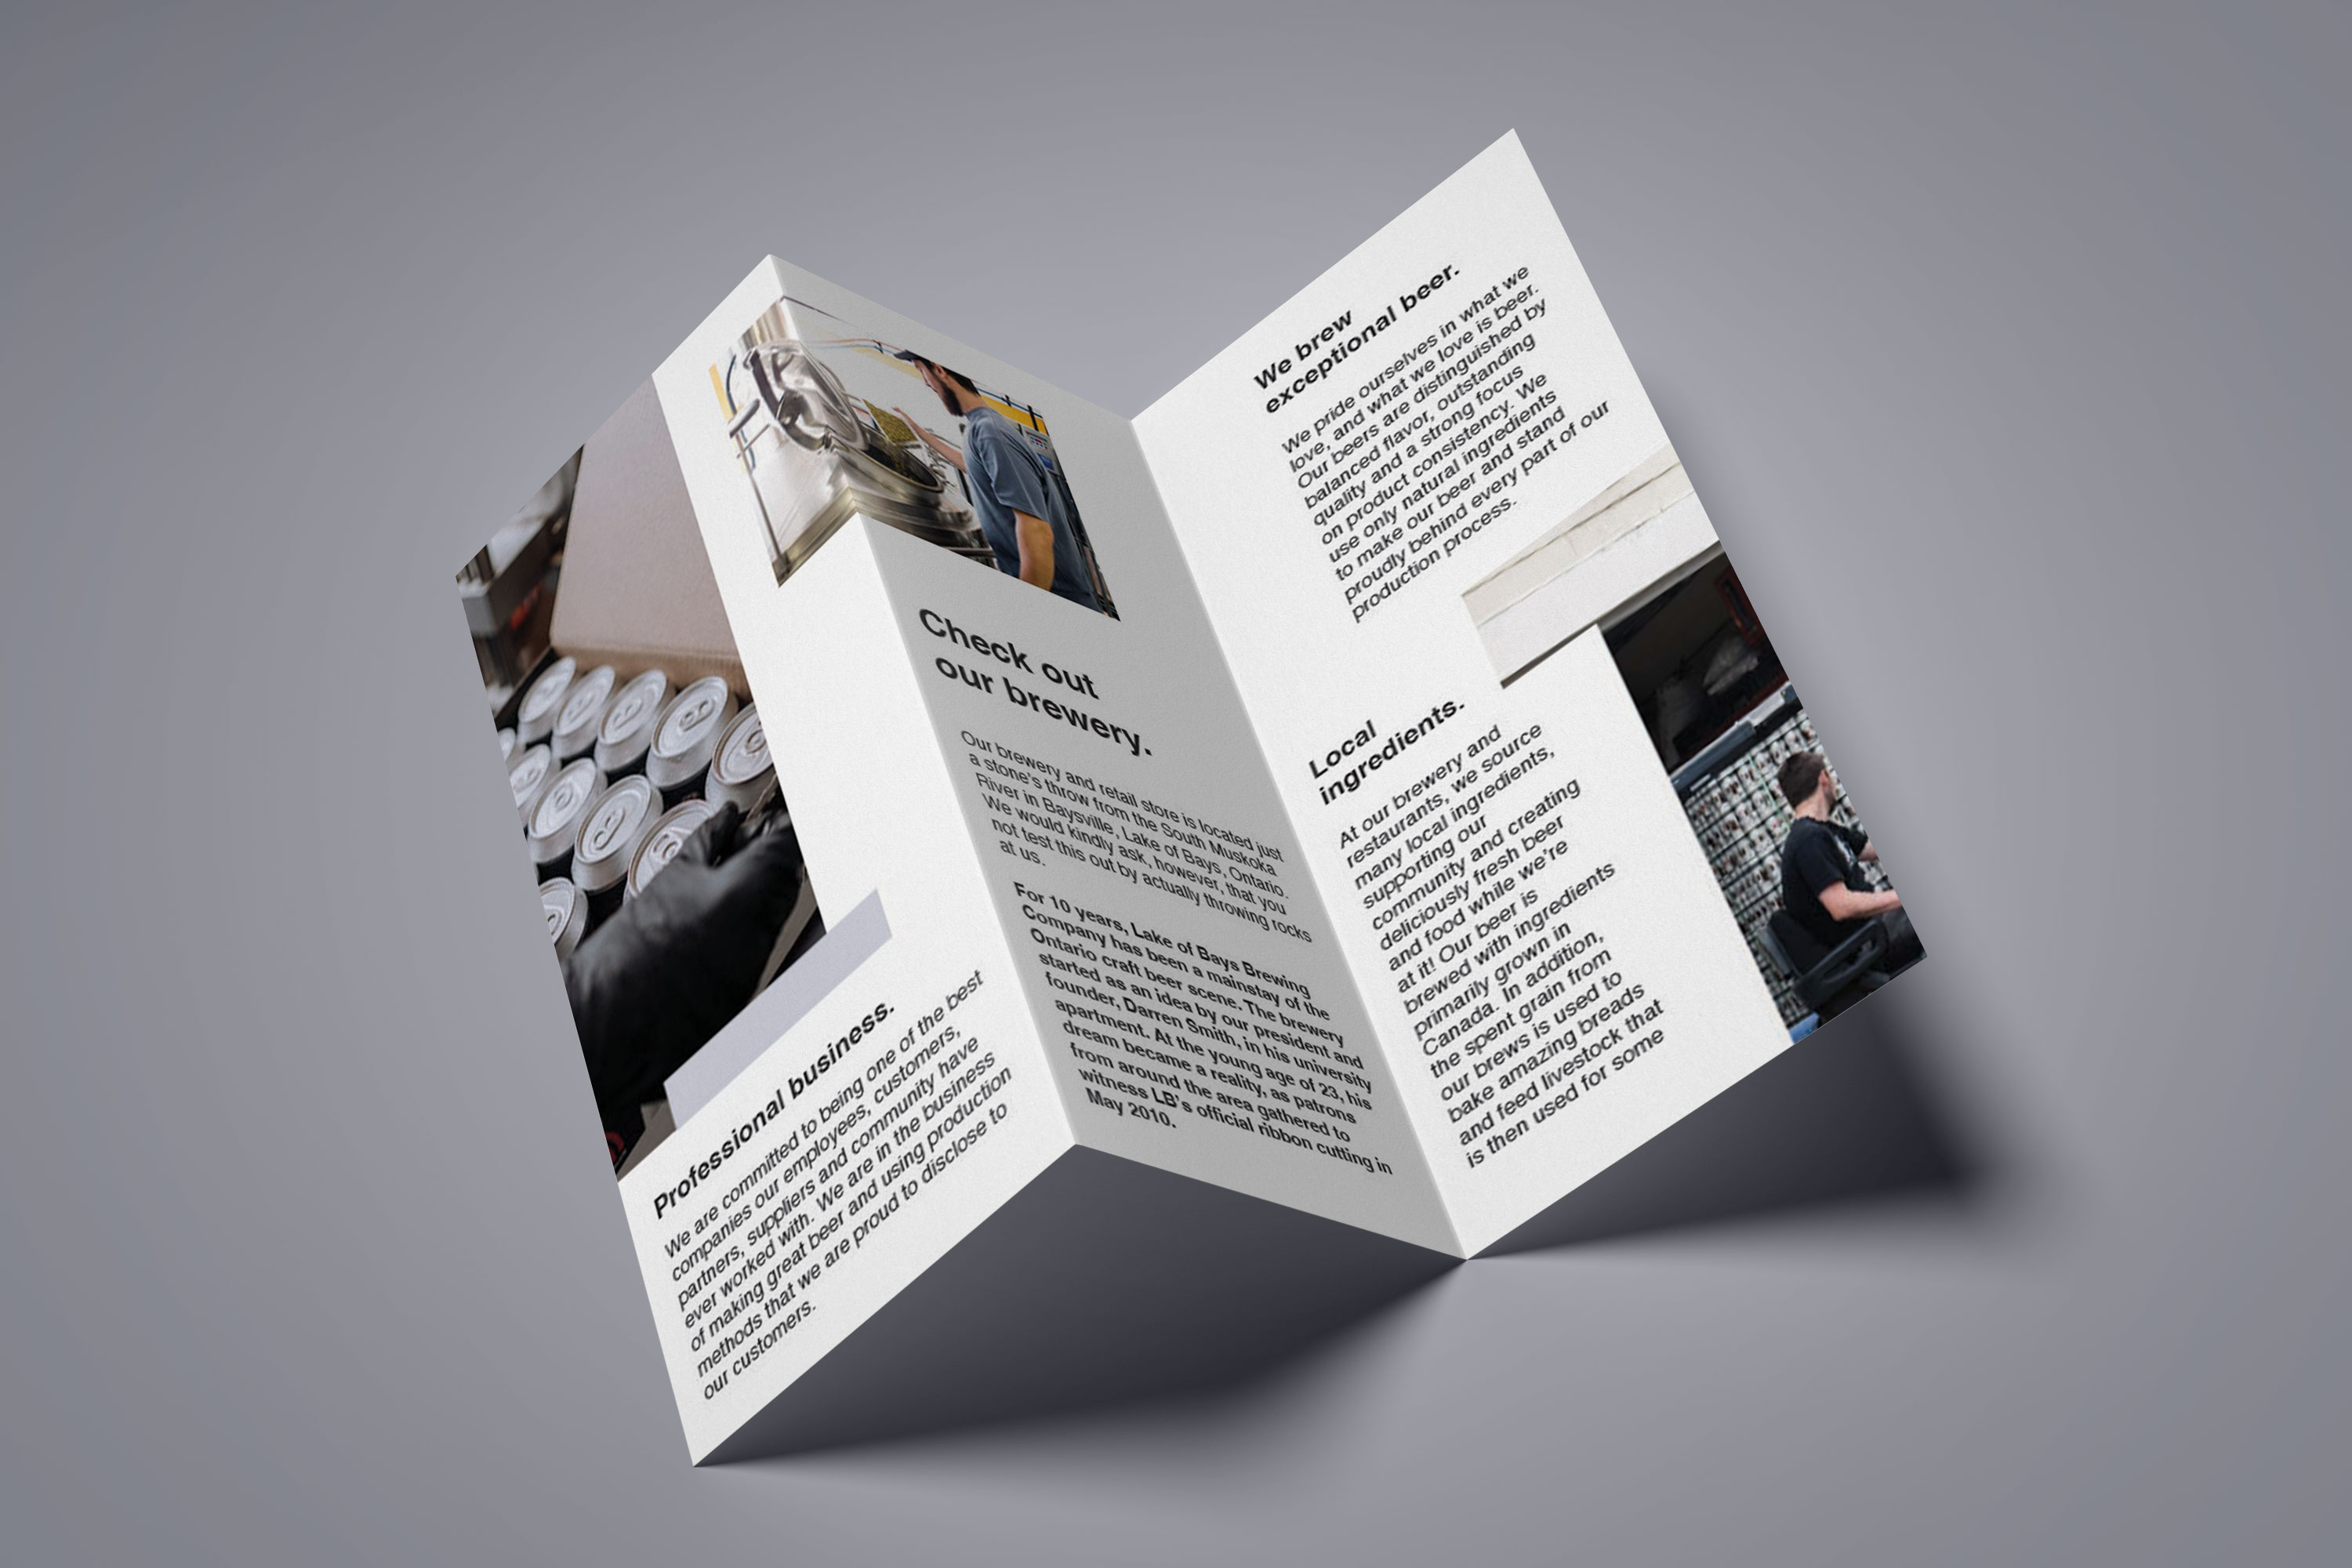 Professional business.
We are committed to being one of the best
companies our employees, customers,
partners, suppliers and community have
ever worked with. We are in the business
of making great beer and using production
methods that we are proud to disclose to
our customers.
Check out
our brewery.
Our brewery and retail store is located just
a stone's throw from the South Muskoka
River in Baysville, Lake of Bays, Ontario.
We would kindly ask, however, that you
not test this out by actually throwing rocks
at us.
For 10 years, Lake of Bays Brewing
Company has been a mainstay of the
Ontario craft beer scene. The brewery
started as an idea by our president and
founder, Darren Smith, in his university
apartment. At the young age of 23, his
dream became a reality, as patrons
from around the area gathered to
witness LB's official ribbon cutting in
May 2010.
We brew
exceptional beer.
We pride ourselves in what we
love, and what we love is beer.
Our beers are distinguished by
balanced flavor, outstanding
quality and a strong focus
on product consistency. We
use only natural ingredients
to make our beer and stand
proudly behind every part of our
production process.
Local
ingredients.
At our brewery and
restaurants, we source
many local ingredients,
supporting our
community and creating
deliciously fresh beer
and food while we're
at it! Our beer is
brewed with ingredients
primarily grown in
Canada. In addition,
the spent grain from
our brews is used to
bake amazing breads
and feed livestock that
is then used for some